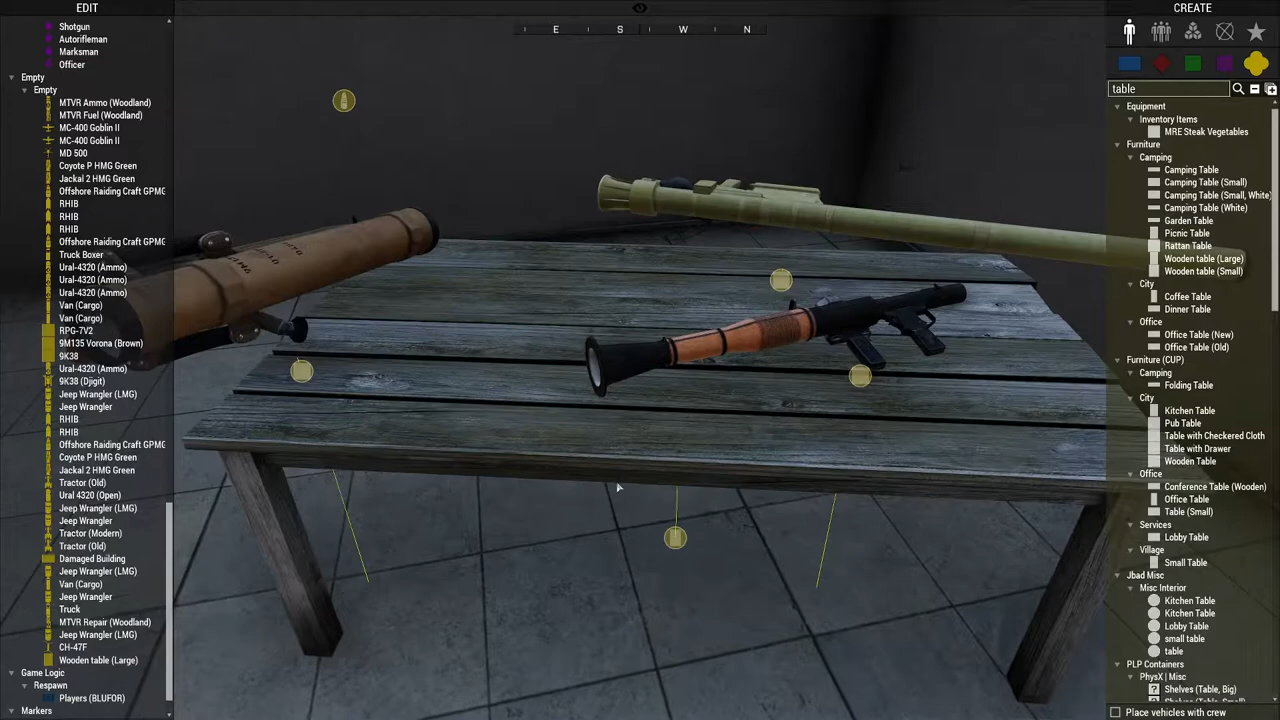 EDIT
Shotgun
Autorifleman
Marksman
Officer
Empty
Empty
MTVR Ammo (Woodland)
MTVR Fuel (Woodland)
MC-400 Goblin II
MC-400 Goblin II
MD 500
Coyote P HMG Green
Jackal 2 HMG Green
Offshore Raiding Craft GPMG
RHIB
RHIB
RHIB
Offshore Raiding Craft GPMG
Truck Boxer
Ural-4320 (Ammo)
Ural-4320 (Ammo)
Ural-4320 (Ammo)
Van (Cargo)
Van (Cargo)
RPG-7V2
9M135 Vorona (Brown)
9K38
Ural-4320 (Ammo)
9K38 (Djigit)
Jeep Wrangler (LMG)
Jeep Wrangler
RHIB
RHIB
Offshore Raiding Craft GPMG
Coyote P HMG Green
Jackal 2 HMG Green
Tractor (Old)
Ural 4320 (Open)
Jeep Wrangler (LMG)
Jeep Wrangler
Tractor (Modern)
Tractor (Old)
Damaged Building
Jeep Wrangler (LMG)
Van (Cargo)
Jeep Wrangler
Truck
MTVR Repair (Woodland)
Jeep Wrangler (LMG)
CH-47F
Wooden table (Large)
Game Logic
Respawn
Players (BLUFOR)
Markers
E S W N
CREATE
table
Equipment
Inventory Items
MRE Steak Vegetables
Furniture
Camping
Camping Table
Camping Table (Small)
Camping Table (Small, White)
Camping Table (White)
Garden Table
Picnic Table
Rattan Table
Wooden table (Large)
Wooden table (Small)
City
Coffee Table
Dinner Table
Office
Office Table (New)
Office Table (Old)
Furniture (CUP)
Camping
Folding Table
City
Kitchen Table
Pub Table
Table with Checkered Cloth
Table with Drawer
Wooden Table
Office
Conference Table (Wooden)
Office Table
Table (Small)
Services
Lobby Table
Village
Small Table
Jbad Misc
Misc Interior
Kitchen Table
Kitchen Table
Lobby Table
small table
table
PLP Containers
PhysX | Misc
Shelves (Table, Big)
Shelves (Table, Small)
Place vehicles with crew